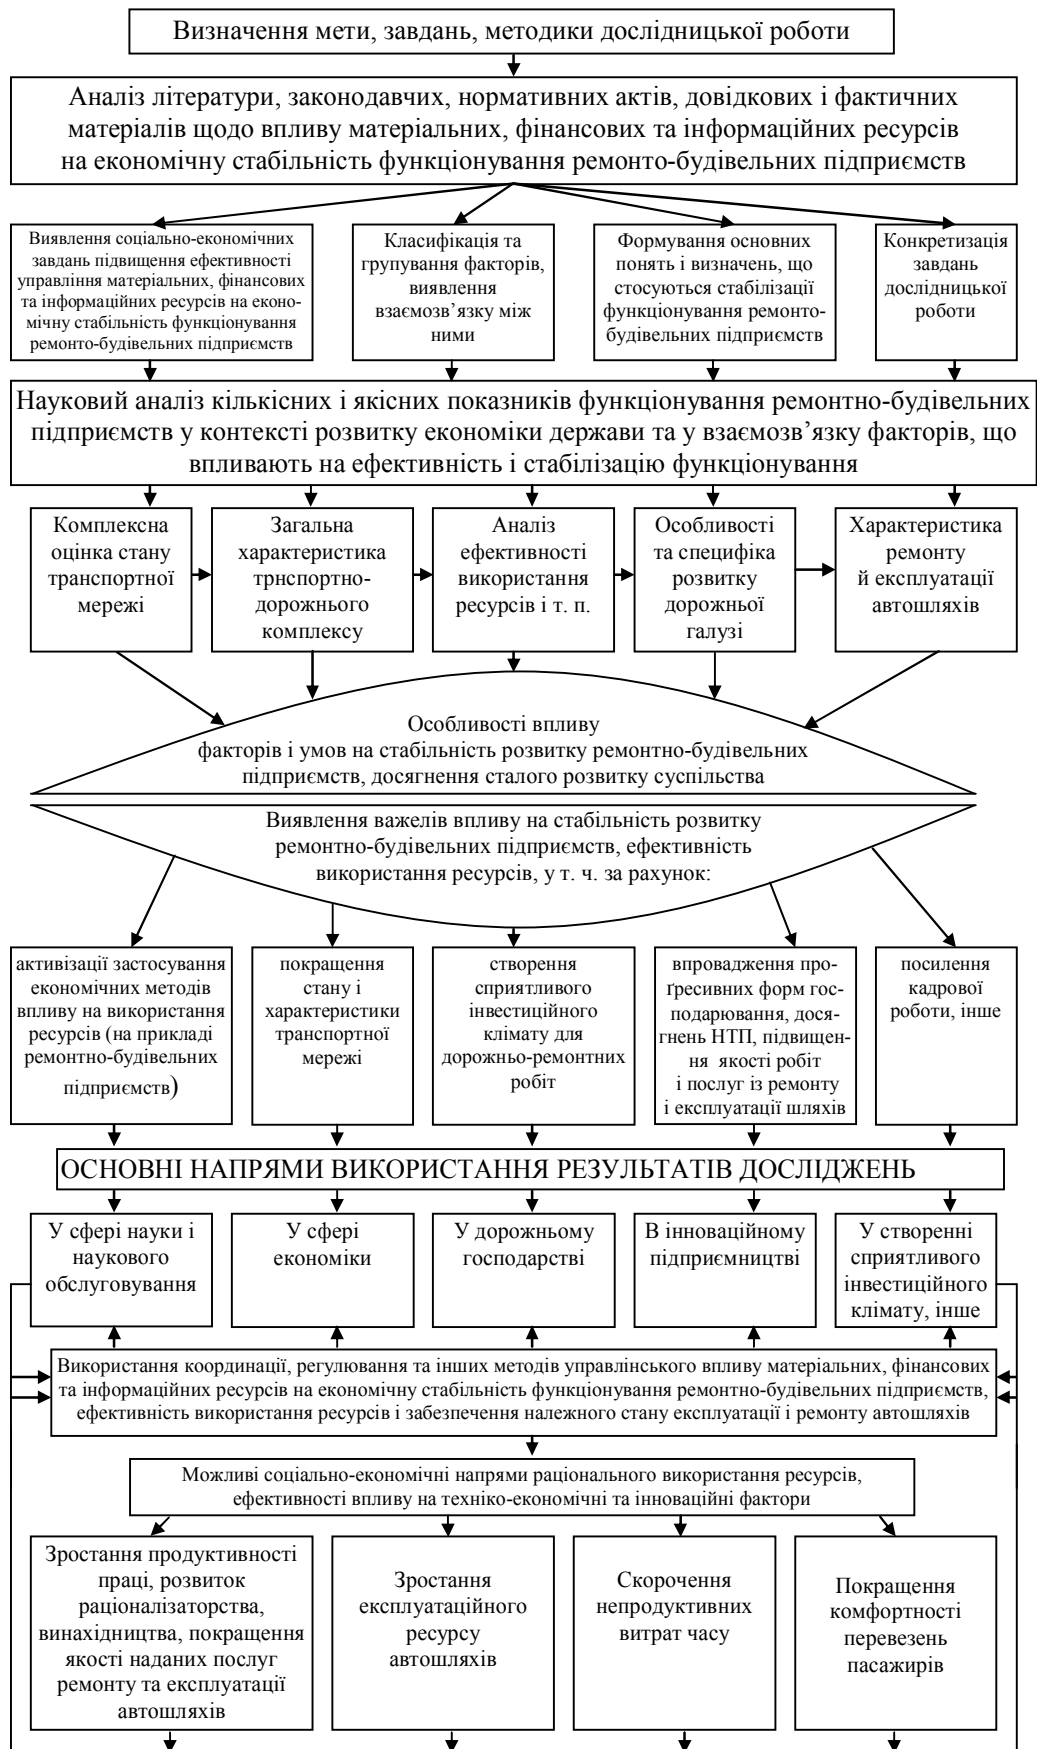 Визначення мети, завдань, методики дослідницької роботи
Аналіз літератури, законодавчих, нормативних актів, довідкових і фактичних
матеріалів щодо впливу матеріальних, фінансових та інформаційних ресурсів
на економічну стабільність функціонування ремонто-будівельних підприємств
Виявлення соціально-економічних
завдань підвищення ефективності
управління матеріальних, фінансових
та інформаційних ресурсів на еконо-
мічну стабільність функціонування
ремонто-будівельних підприємств
Класифікація та
групування факторів,
виявлення
взаємозв’язку між
ними
Формування основних
понять і визначень, що
стосуються стабілізації
функціонування ремонто-
будівельних підприємств
Конкретизація
завдань
дослідницької
роботи
Науковий аналіз кількісних і якісних показників функціонування ремонтно-будівельних
підприємств у контексті розвитку економіки держави та у взаємозв’язку факторів, що
впливають на ефективність і стабілізацію функціонування
Комплексна
оцінка стану
транспортної
мережі
Загальна
характеристика
трнспортно-
дорожнього
комплексу
Аналіз
ефективності
використання
ресурсів і т. п.
Особливості
та специфіка
розвитку
дорожньої
галузі
Характеристика
ремонту
й експлуатації
автошляхів
Особливості впливу
факторів і умов на стабільність розвитку ремонтно-будівельних
підприємств, досягнення сталого розвитку суспільства
Виявлення важелів впливу на стабільність розвитку
ремонтно-будівельних підприємств, ефективність
використання ресурсів, у т. ч. за рахунок:
активізації застосування
економічних методів
впливу на використання
ресурсів (на прикладі
ремонтно-будівельних
підприємств)
покращення
стану і
характеристики
транспортної
мережі
створення
сприятливого
інвестиційного
клімату для
дорожньо-ремонтних
робіт
впровадження про-
ґресивних форм гос-
подарювання, дося-
гнень НТП, підвищен-
ня якості робіт
і послуг із ремонту
і експлуатації шляхів
посилення
кадрової
роботи, інше
ОСНОВНІ НАПРЯМИ ВИКОРИСТАННЯ РЕЗУЛЬТАТІВ ДОСЛІДЖЕНЬ
У сфері науки і
наукового
обслуговування
У сфері
економіки
У дорожньому
господарстві
В інноваційному
підприємництві
У створенні
сприятливого
інвестиційного
клімату, інше
Використання координації, регулювання та інших методів управлінського впливу матеріальних, фінансових
та інформаційних ресурсів на економічну стабільність функціонування ремонтно-будівельних підприємств,
ефективність використання ресурсів і забезпечення належного стану експлуатації і ремонту автошляхів
Можливі соціально-економічні напрями раціонального використання ресурсів,
ефективності впливу на техніко-економічні та інноваційні фактори
Зростання продуктивності
праці, розвиток
раціоналізаторства,
винахідництва, покращення
якості наданих послуг
ремонту та експлуатації
автошляхів
Зростання
експлуатаційного
ресурсу
автошляхів
Скорочення
непродуктивних
витрат часу
Покращення
комфортності
перевезень
пасажирів